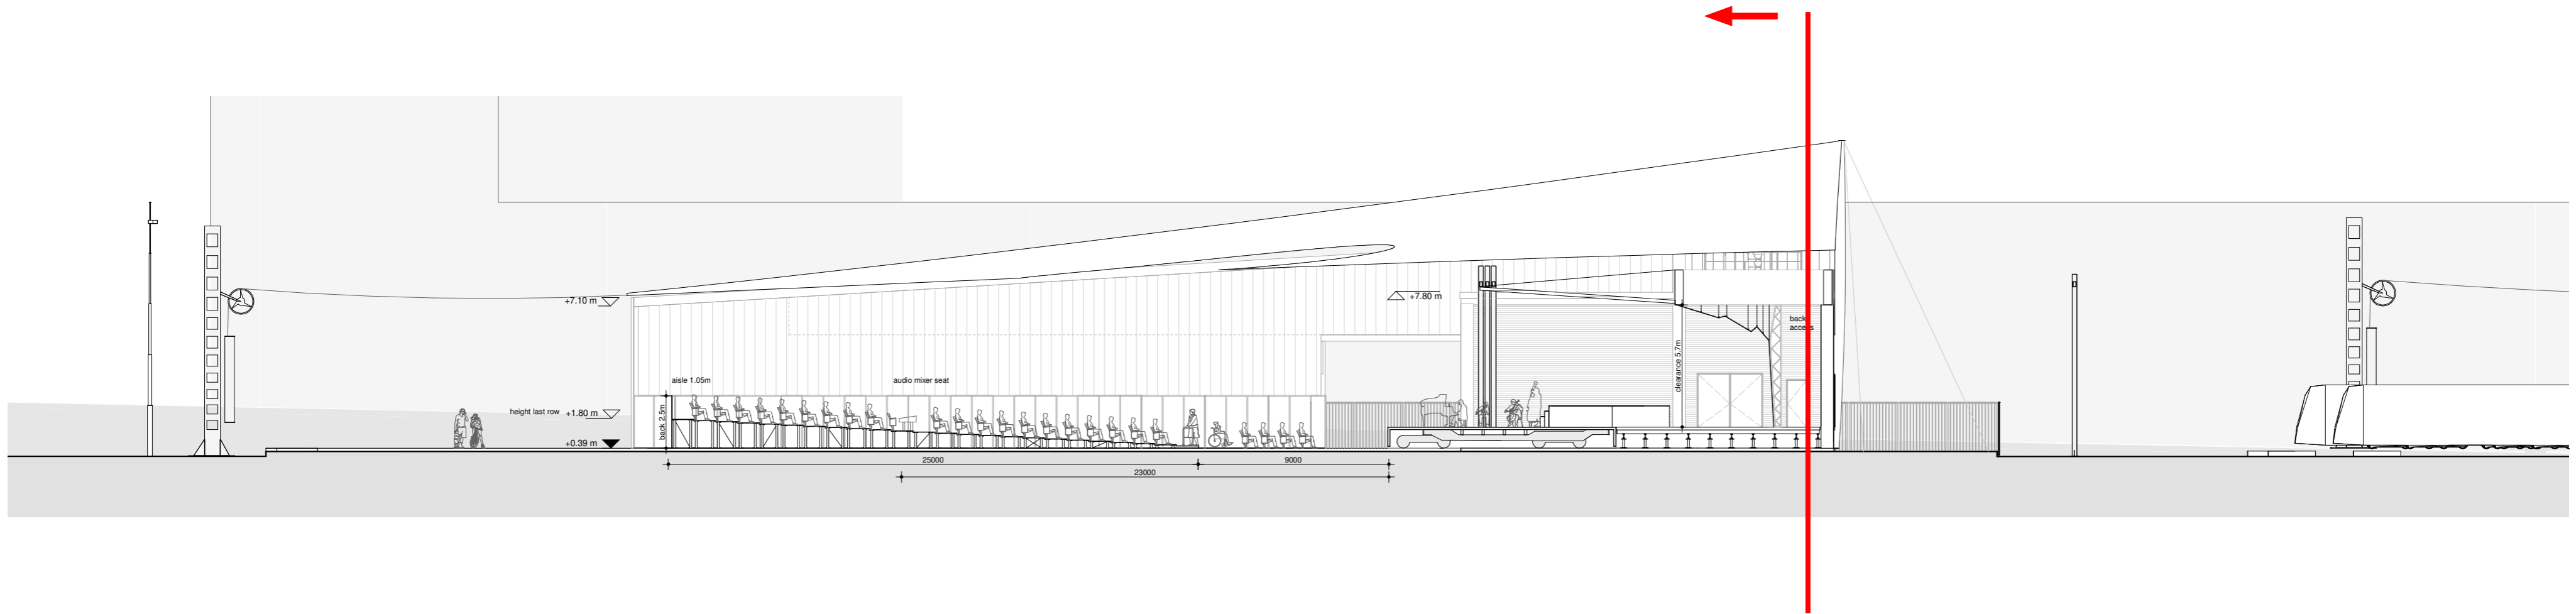 +7.10 m
+7.80 m
back
access
clearance 5.7m
aisle 1.05m
audio mixer seat
height last row +1.80 m
back 2.5m
+0.39 m
25000
9000
23000